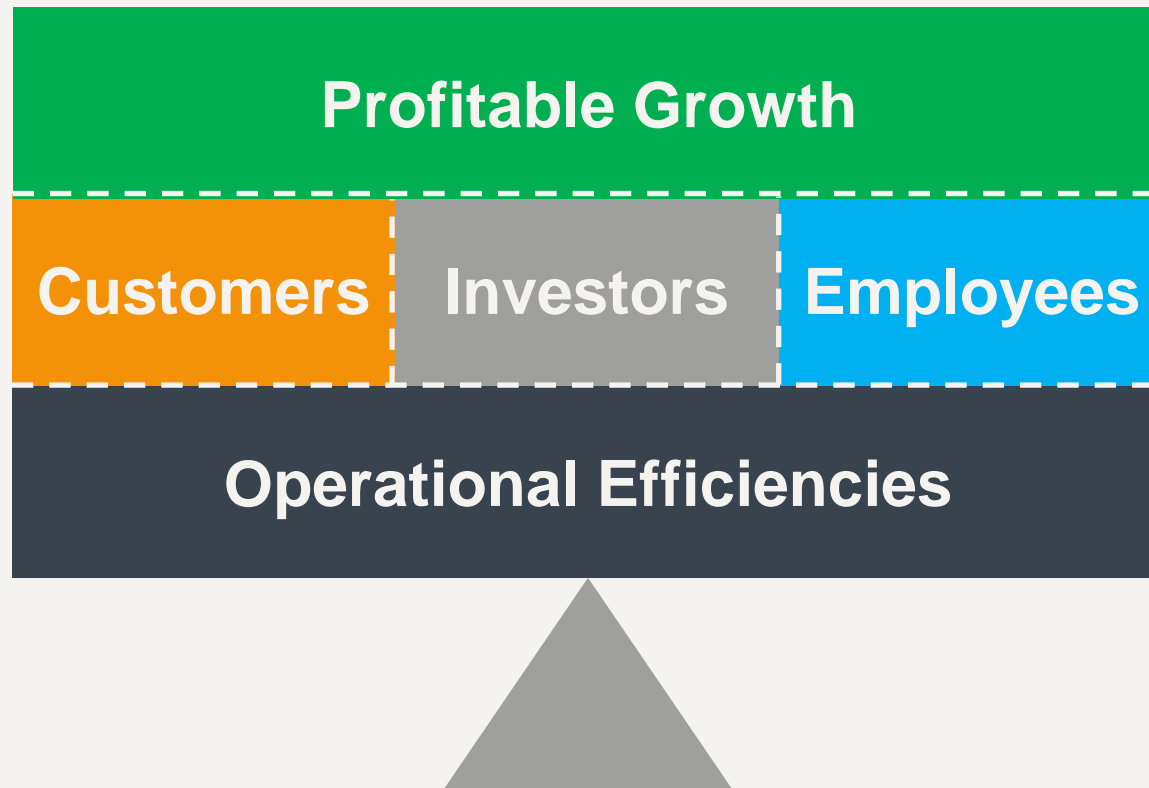 Profitable Growth
Customers Investors Employees
Operational Efficiencies